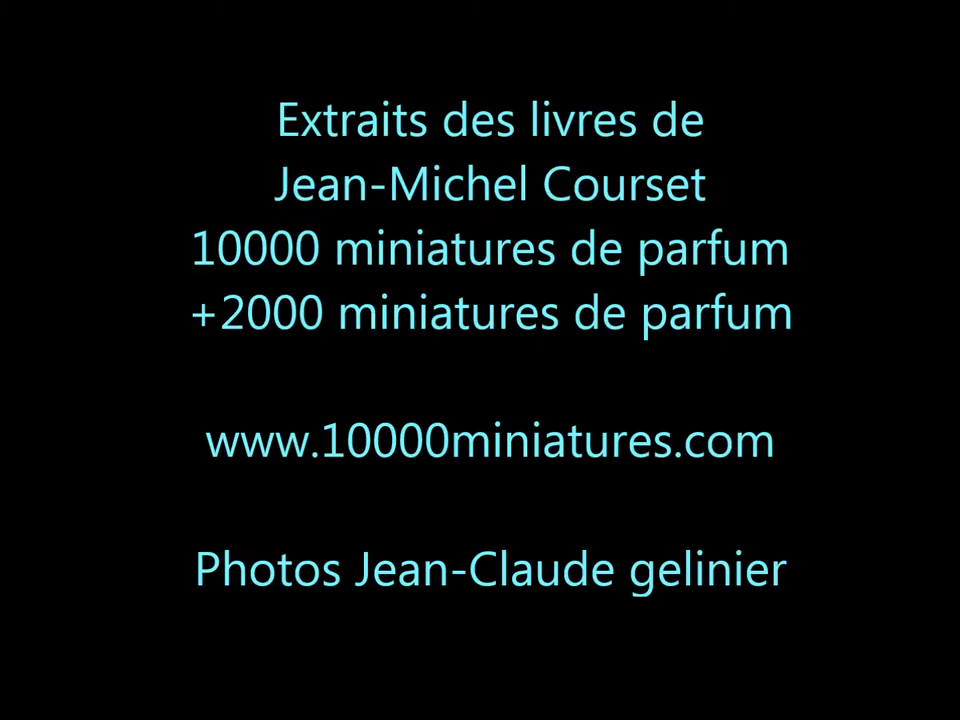 Extraits des livres de
Jean-Michel Courset
10000 miniatures de parfum
+2000 miniatures de parfum
www.10000miniatures.com
Photos Jean-Claude gelinier